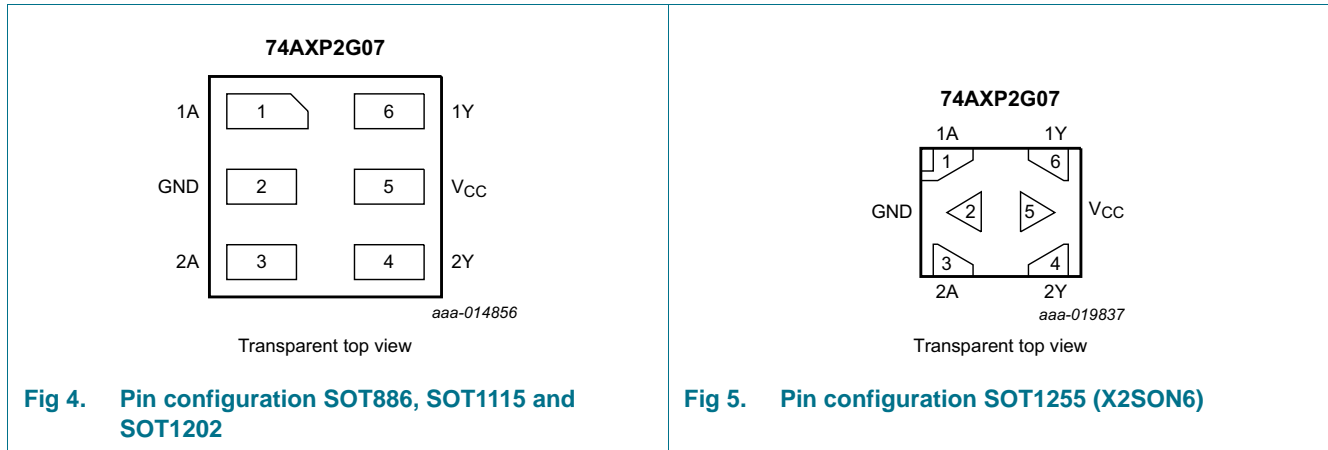 74AXP2G07
1A 1 6 1Y
GND 2 5 VCC
2A 3 4 2Y
aaa-014856
Transparent top view
Fig 4. Pin configuration SOT886, SOT1115 and
SOT1202
74AXP2G07
1A 1Y
1 6
GND 2 5 VCC
3 4
2A 2Y
aaa-019837
Transparent top view
Fig 5. Pin configuration SOT1255 (X2SON6)